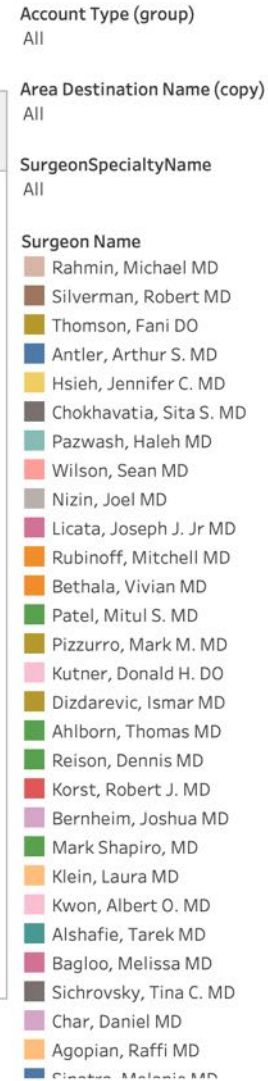 Account Type (group)
All
Area Destination Name (copy)
All
SurgeonSpecialtyName
All
Surgeon Name
Rahmin, Michael MD
Silverman, Robert MD
Thomson, Fani DO
Antler, Arthur S. MD
Hsieh, Jennifer C. MD
Chokhavatia, Sita S. MD
Pazwash, Haleh MD
Wilson, Sean MD
Nizin, Joel MD
Licata, Joseph J. Jr MD
Rubinoff, Mitchell MD
Bethala, Vivian MD
Patel, Mitul S. MD
Pizzurro, Mark M. MD
Kutner, Donald H. DO
Dizdarevic, Ismar MD
Ahlborn, Thomas MD
Reison, Dennis MD
Korst, Robert J. MD
Bernheim, Joshua MD
Mark Shapiro, MD
Klein, Laura MD
Kwon, Albert O. MD
Alshafie, Tarek MD
Bagloo, Melissa MD
Sichrovsky, Tina C. MD
Char, Daniel MD
Agopian, Raffi MD